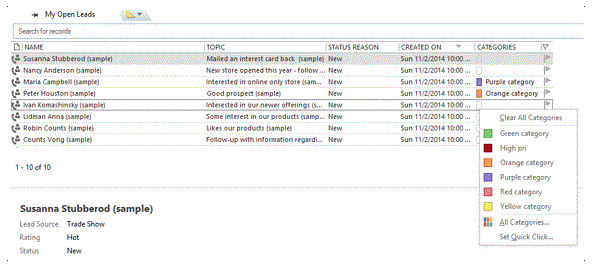 My Open Leads
Search for records
NAME TOPIC STATUS REASON CREATED ON CATEGORIES
Susanna Stubberod (sample) Mailed an interest card back (sampl... New Sun 11/2/2014 10:00 ...
Nancy Anderson (sample) New store opened this year - follow ... New Sun 11/2/2014 10:00 ...
Maria Campbell (sample) Interested in online only store (sam... New Sun 11/2/2014 10:00 ... Purple category
Peter Houston (sample) Good prospect (sample) New Sun 11/2/2014 10:00 ... Orange category
Ivan Komashinsky (sample) Interested in our newer offerings (s... New Sun 11/2/2014 10:00 ...
Lidman Anna (sample) Some interest in our products (samp... New Sun 11/2/2014 10:00 ...
Robin Counts (sample) Likes our products (sample) New Sun 11/2/2014 10:00 ...
Counts Vong (sample) Follow-up with information regardi... New Sun 11/2/2014 10:00 ...
Clear All Categories
Green category
High pri
Orange category
Purple category
Red category
Yellow category
All Categories...
Set Quick Click...
1 - 10 of 10
Susanna Stubberod (sample)
Lead Source Trade Show
Rating Hot
Status New